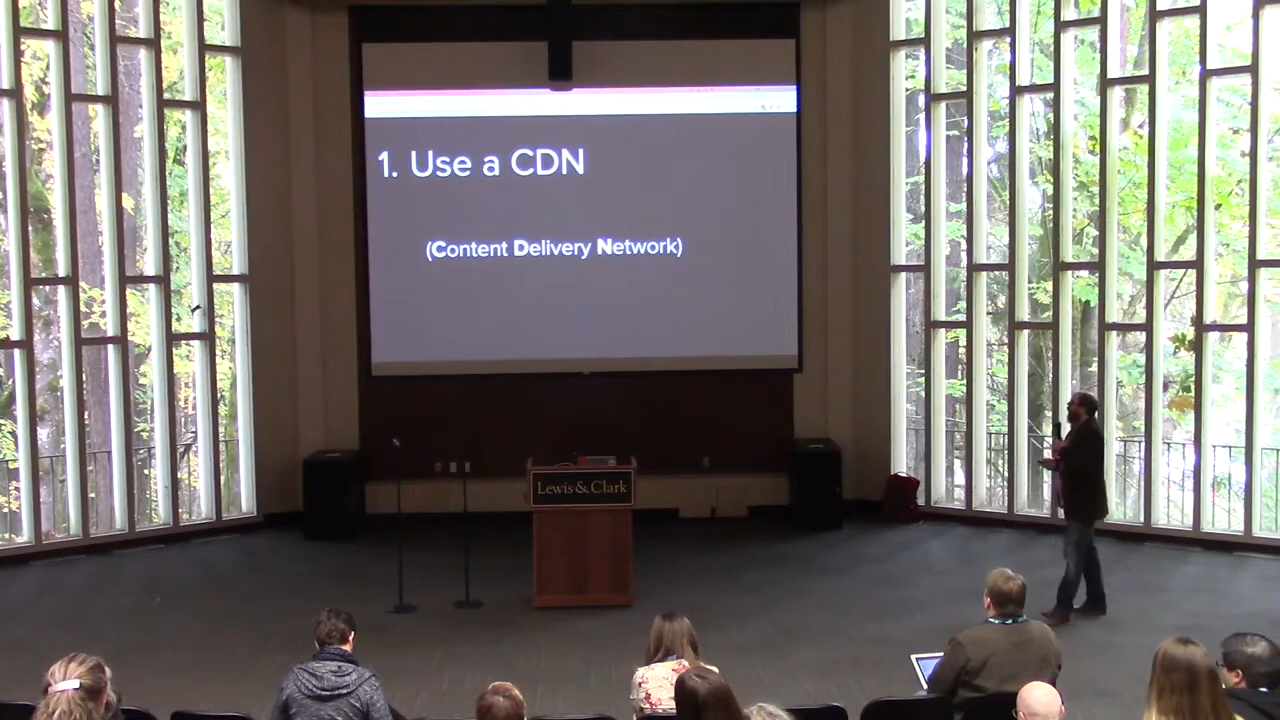 1. Use a CDN
(Content Delivery Network)
Lewis & Clark